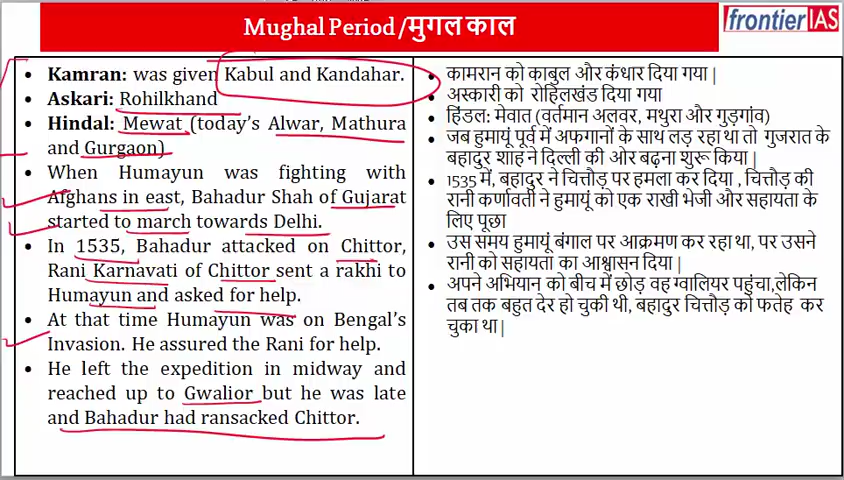 Mughal Period /मुगल काल
frontier IAS
• Kamran: was given Kabul and Kandahar.
• Askari: Rohilkhand
• Hindal: Mewat (today's Alwar, Mathura
and Gurgaon)
• When Humayun was fighting with
Afghans in east, Bahadur Shah of Gujarat
started to march towards Delhi.
• In 1535, Bahadur attacked on Chittor,
Rani Karnavati of Chittor sent a rakhi to
Humayun and asked for help.
• At that time Humayun was on Bengal's
Invasion. He assured the Rani for help.
• He left the expedition in midway and
reached up to Gwalior but he was late
and Bahadur had ransacked Chittor.
• कामरान को काबुल और कंधार दिया गया |
• अस्कारी को रोहिलखंड दिया गया
• हिंडल: मेवात (वर्तमान अलवर, मथुरा और गुड़गांव)
• जब हुमायूं पूर्व में अफगानों के साथ लड़ रहा था तो गुजरात के
बहादुर शाह ने दिल्ली की ओर बढ़ना शुरू किया |
• 1535 में, बहादुर ने चित्तौड़ पर हमला कर दिया , चित्तौड़ की
रानी कर्णावती ने हुमायूं को एक राखी भेजी और सहायता के
लिए पूछा
• उस समय हुमायूं बंगाल पर आक्रमण कर रहा था, पर उसने
रानी को सहायता का आश्वासन दिया |
• अपने अभियान को बीच में छोड़ वह ग्वालियर पहुंचा,लेकिन
तब तक बहुत देर हो चुकी थी, बहादुर चित्तौड़ को फतेह कर
चुका था |